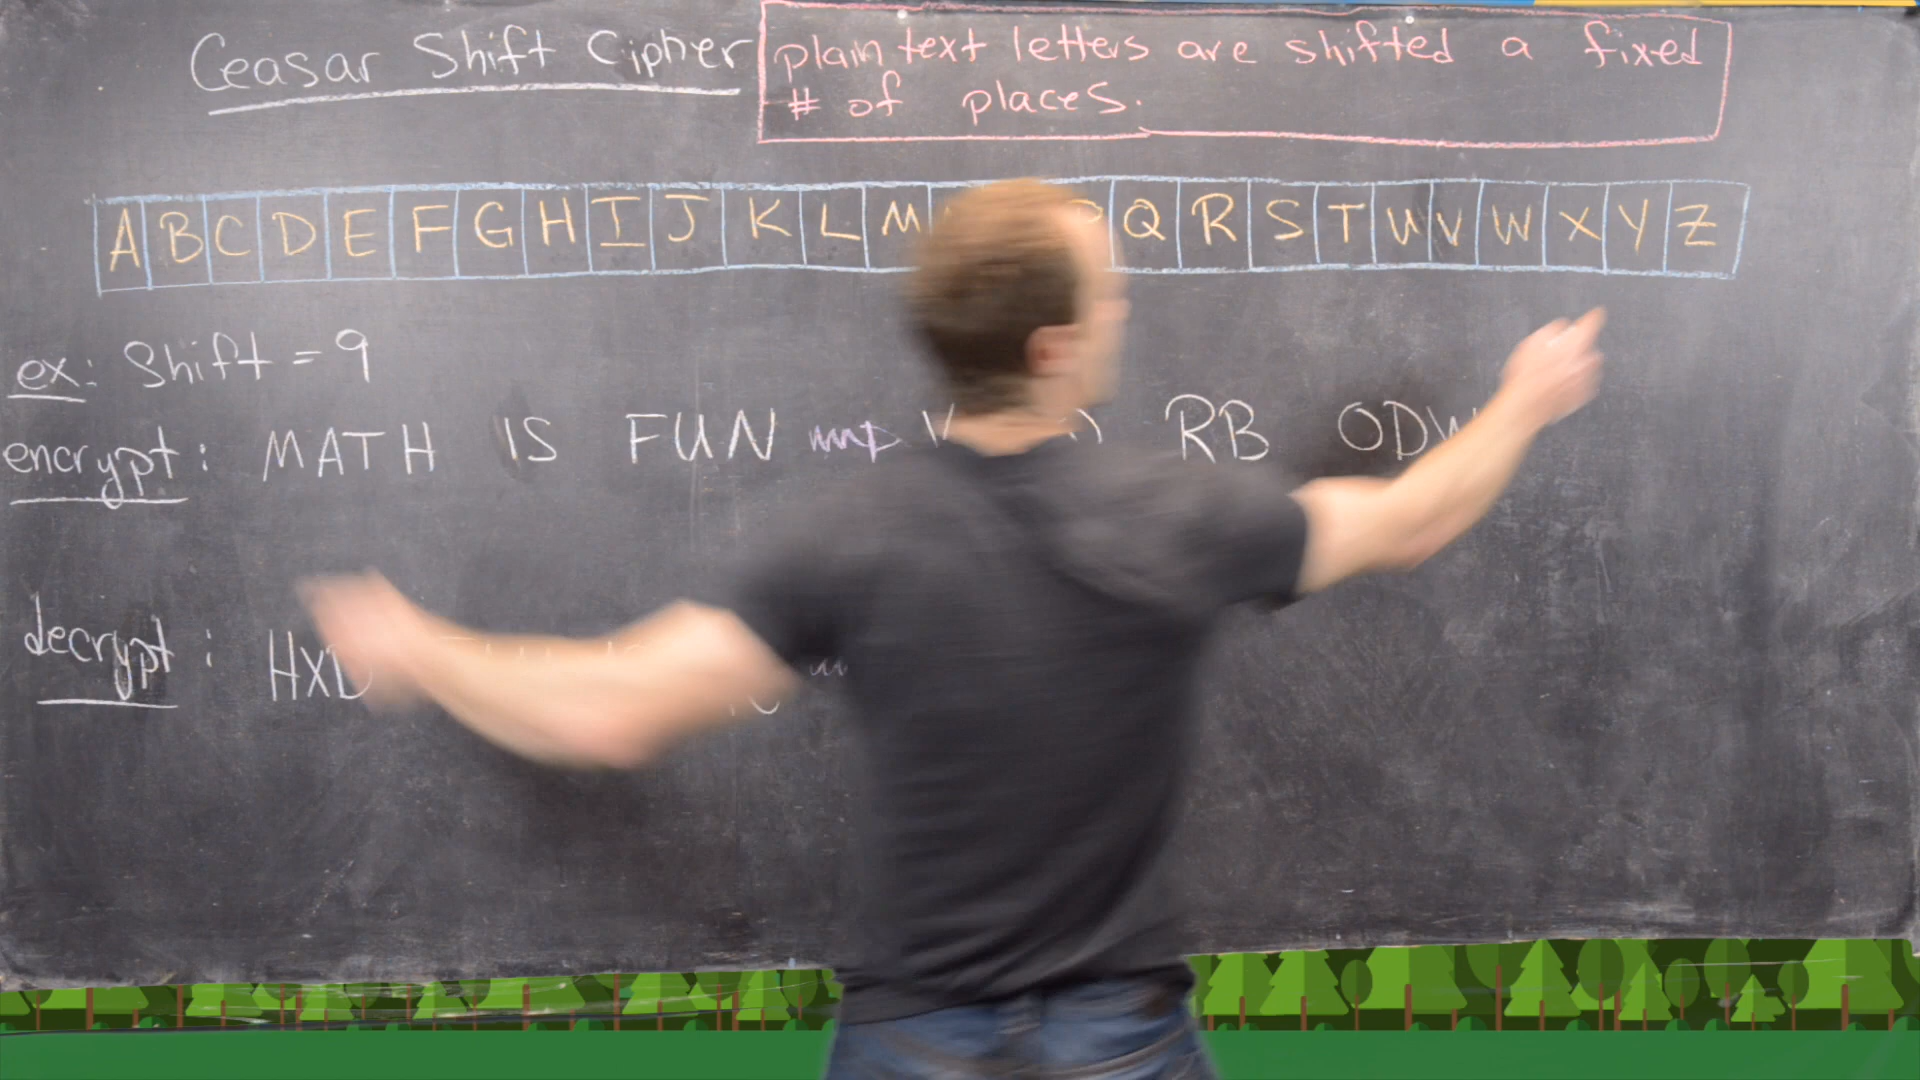 Ceasar Shift Cipher
plain text letters are shifted a fixed
# of places.
A B C D E F G H I J K L M Q R S T U V W X Y Z
ex: Shift = 9
encrypt: MATH IS FUN RB
decrypt: